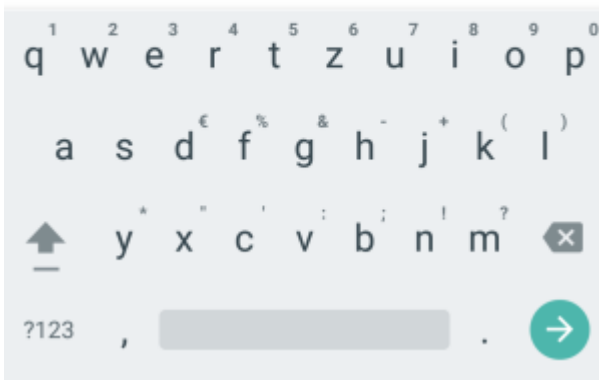 1 2 3 4 5 6 7 8 9 0
q w e r t z u i o p
€ % & - + ( )
a s d f g h j k l
* " ' : ; ! ?
y x c v b n m
?123 , .